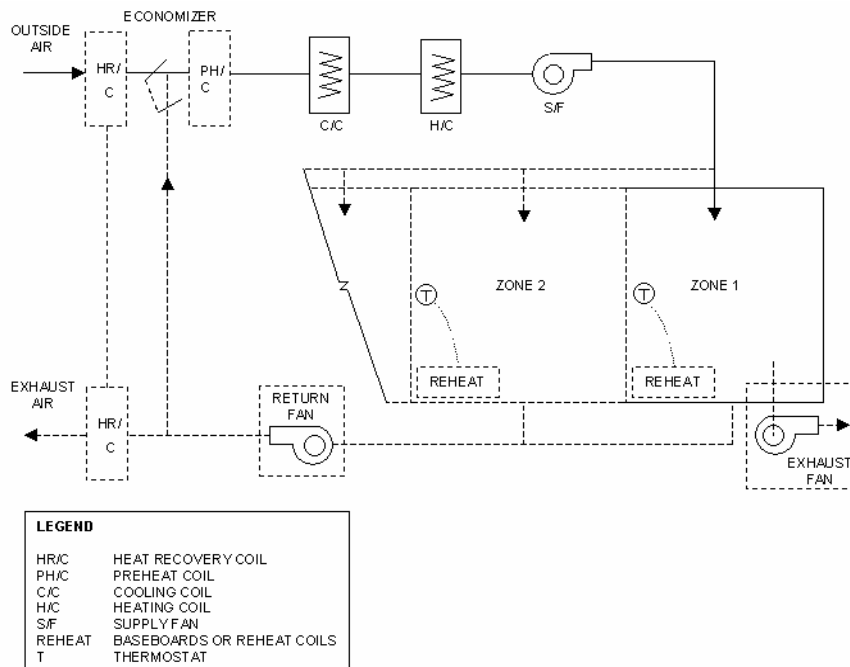 ECONOMIZER
OUTSIDE
AIR
HR/
C
PH/
C
C/C
H/C
S/F
Z
ZONE 2
ZONE 1
T
T
REHEAT
REHEAT
EXHAUST
AIR
HR/
C
RETURN
FAN
EXHAUST
FAN
LEGEND
HR/C HEAT RECOVERY COIL
PH/C PREHEAT COIL
C/C COOLING COIL
H/C HEATING COIL
S/F SUPPLY FAN
REHEAT BASEBOARDS OR REHEAT COILS
T THERMOSTAT